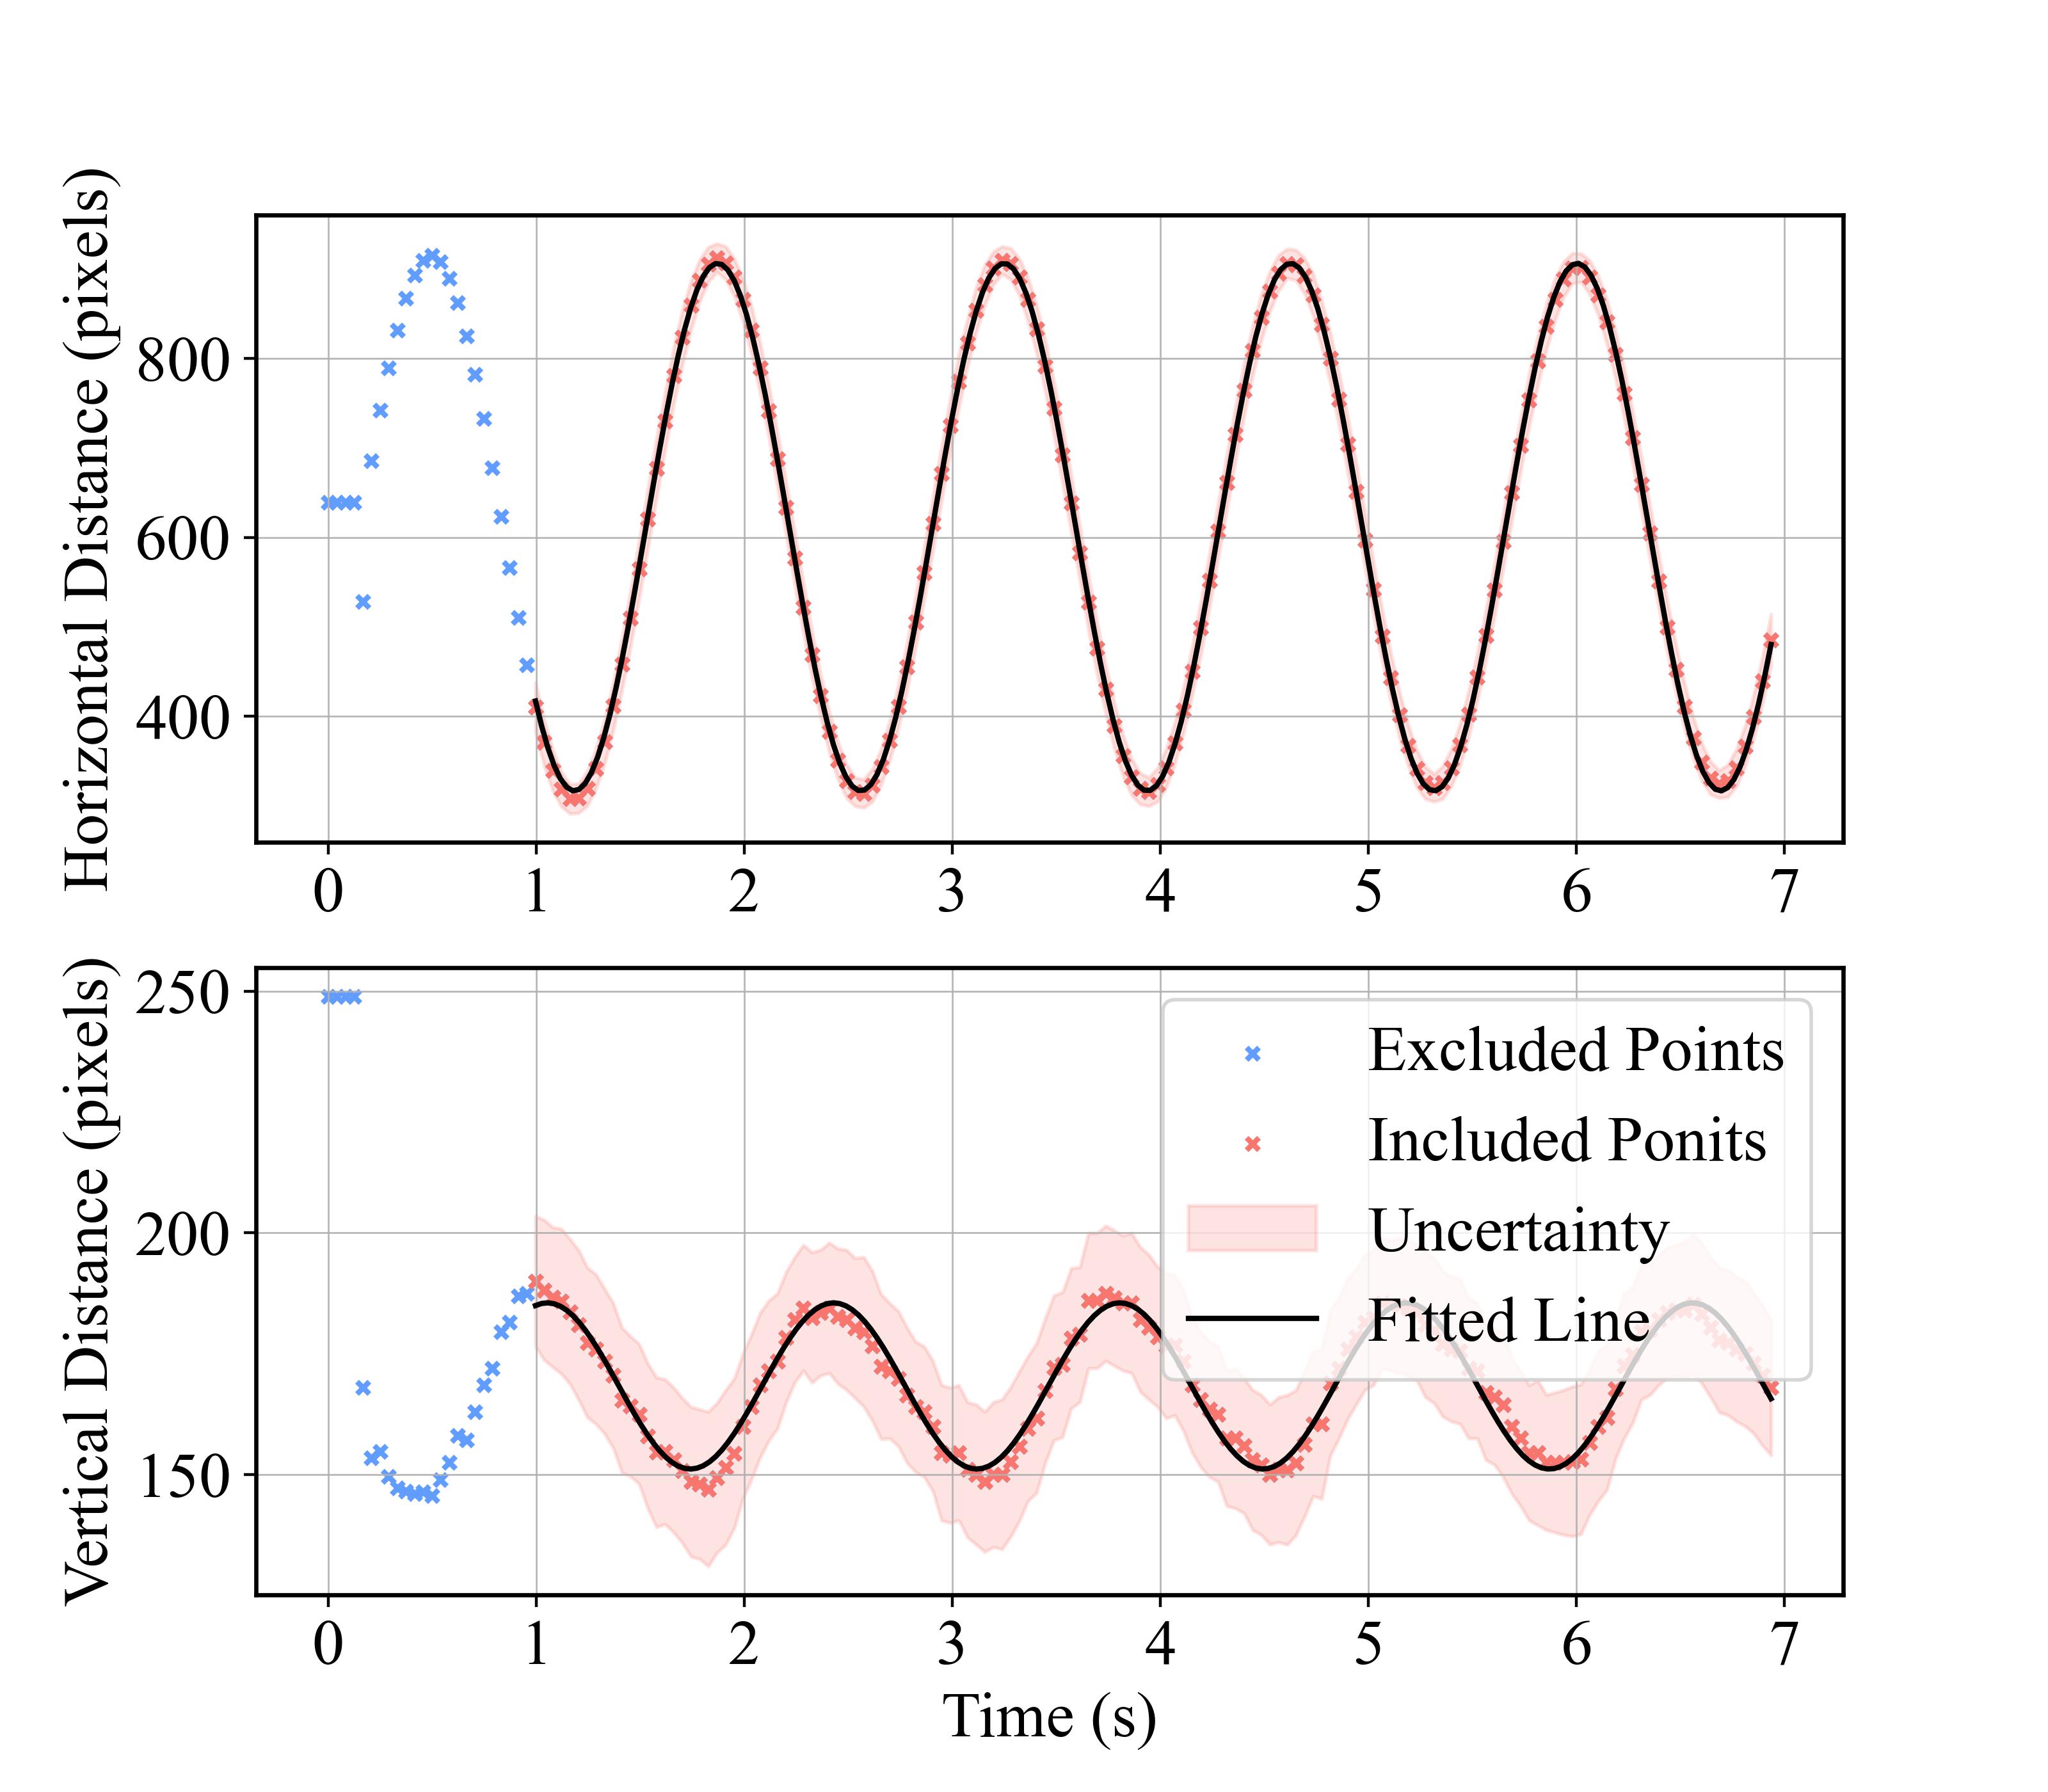 Horizontal Distance (pixels)
800
600
400
0 1 2 3 4 5 6 7
Vertical Distance (pixels)
250
200
150
Excluded Points
Included Ponits
Uncertainty
Fitted Line
0 1 2 3 4 5 6 7
Time (s)